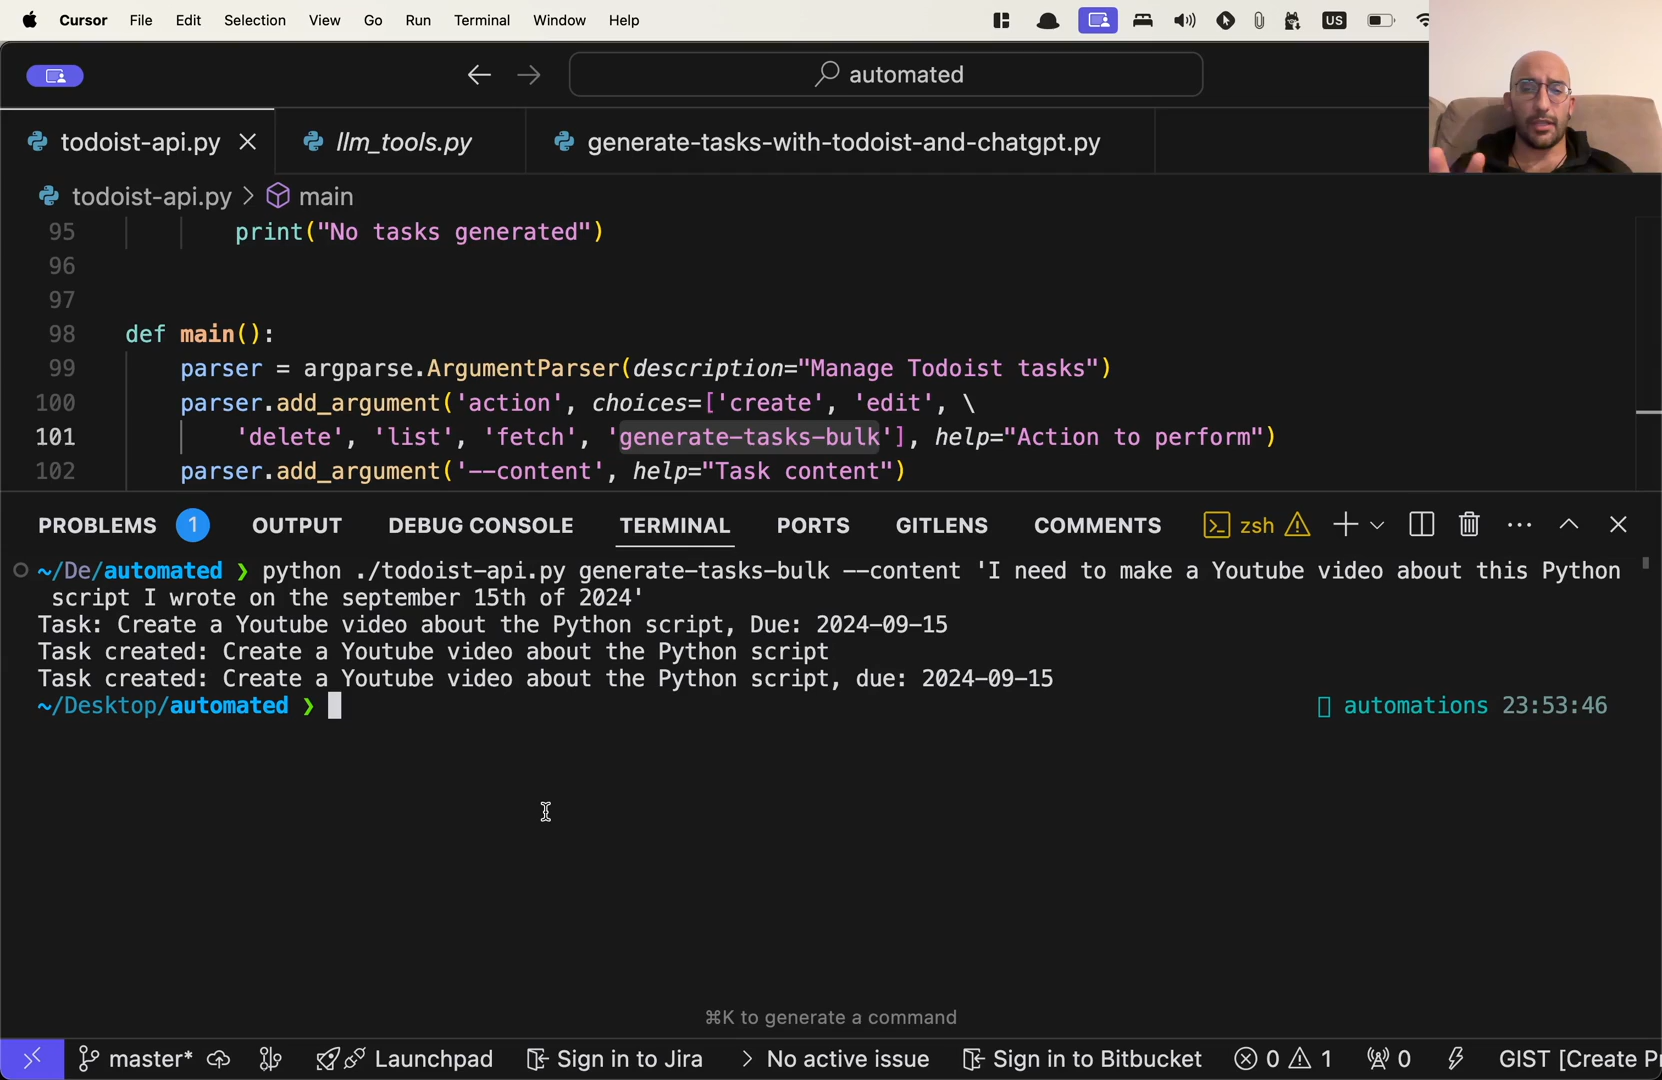 Cursor File Edit Selection View Go Run Terminal Window Help US
automated
todoist-api.py llm_tools.py generate-tasks-with-todoist-and-chatgpt.py
todoist-api.py > main
95 print("No tasks generated")
96
97
98 def main():
99 parser = argparse.ArgumentParser(description="Manage Todoist tasks")
100 parser.add_argument('action', choices=['create', 'edit', \
101 'delete', 'list', 'fetch', 'generate-tasks-bulk'], help="Action to perform")
102 parser.add_argument('--content', help="Task content")
PROBLEMS 1 OUTPUT DEBUG CONSOLE TERMINAL PORTS GITLENS COMMENTS zsh
~/De/automated ❯ python ./todoist-api.py generate-tasks-bulk --content 'I need to make a Youtube video about this Python
script I wrote on the september 15th of 2024'
Task: Create a Youtube video about the Python script, Due: 2024-09-15
Task created: Create a Youtube video about the Python script
Task created: Create a Youtube video about the Python script, due: 2024-09-15
~/Desktop/automated ❯ automations 23:53:46
⌘K to generate a command
master* Launchpad Sign in to Jira > No active issue Sign in to Bitbucket 0 1 0 GIST [Create Pr